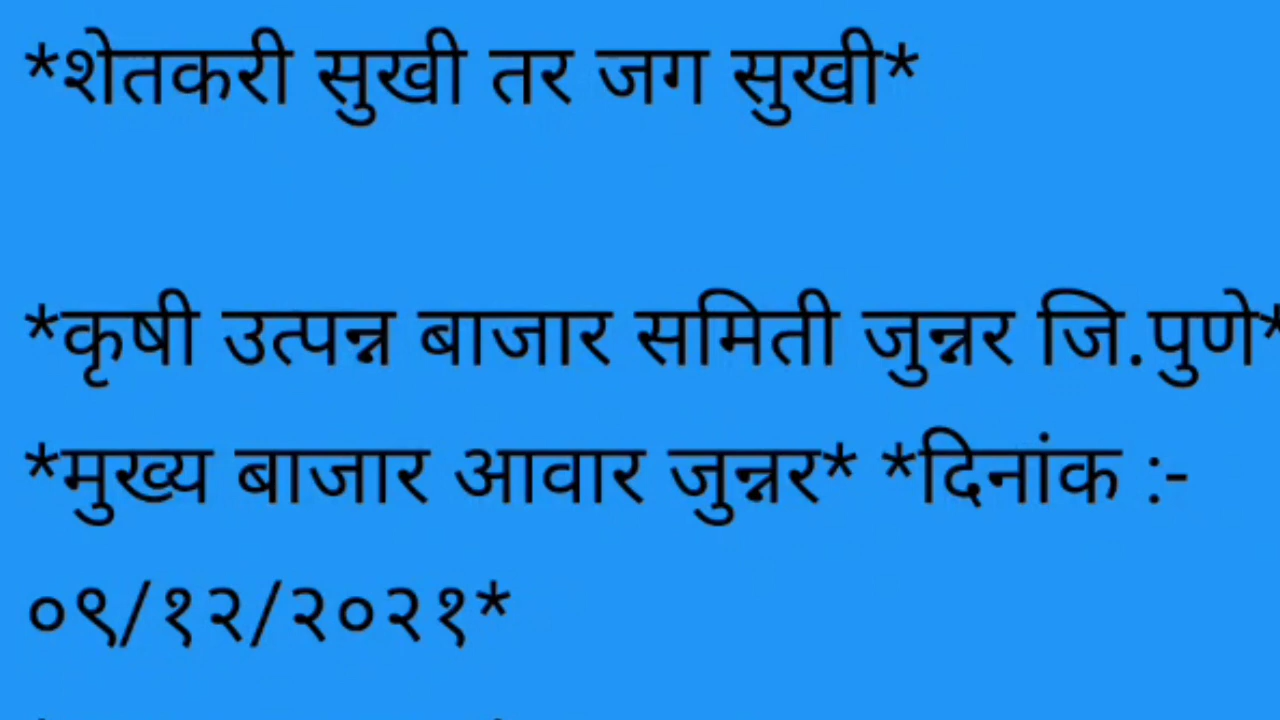 *शेतकरी सुखी तर जग सुखी*
*कृषी उत्पन्न बाजार समिती जुन्नर जि.पुणे*
*मुख्य बाजार आवार जुन्नर* *दिनांक :-
०९/१२/२०२१*